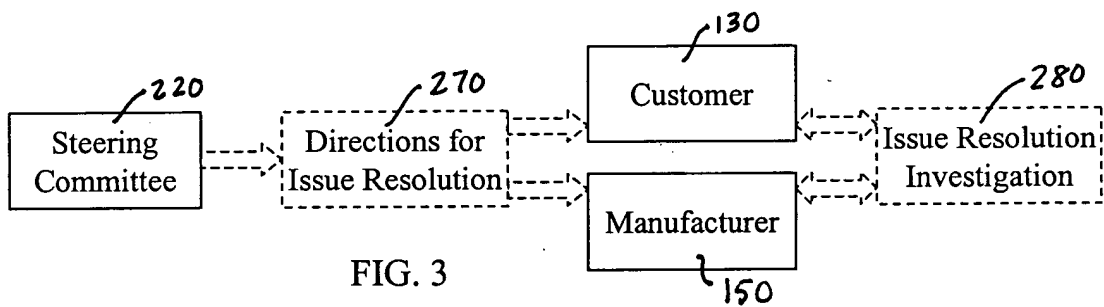 130
220
270
280
Customer
Steering
Committee
Directions for
Issue Resolution
Issue Resolution
Investigation
Manufacturer
FIG. 3
150